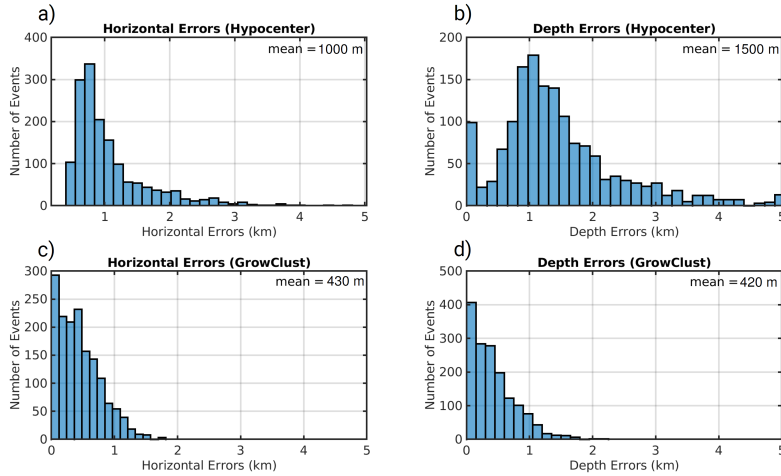 a)
Horizontal Errors (Hypocenter)
mean = 1000 m
Number of Events
400
300
200
100
0
0 1 2 3 4 5
Horizontal Errors (km)
b)
Depth Errors (Hypocenter)
mean = 1500 m
Number of Events
200
150
100
50
0
0 1 2 3 4 5
Depth Errors (km)
c)
Horizontal Errors (GrowClust)
mean = 430 m
Number of Events
300
250
200
150
100
50
0
0 1 2 3 4 5
Horizontal Errors (km)
d)
Depth Errors (GrowClust)
mean = 420 m
Number of Events
500
400
300
200
100
0
0 1 2 3 4 5
Depth Errors (km)